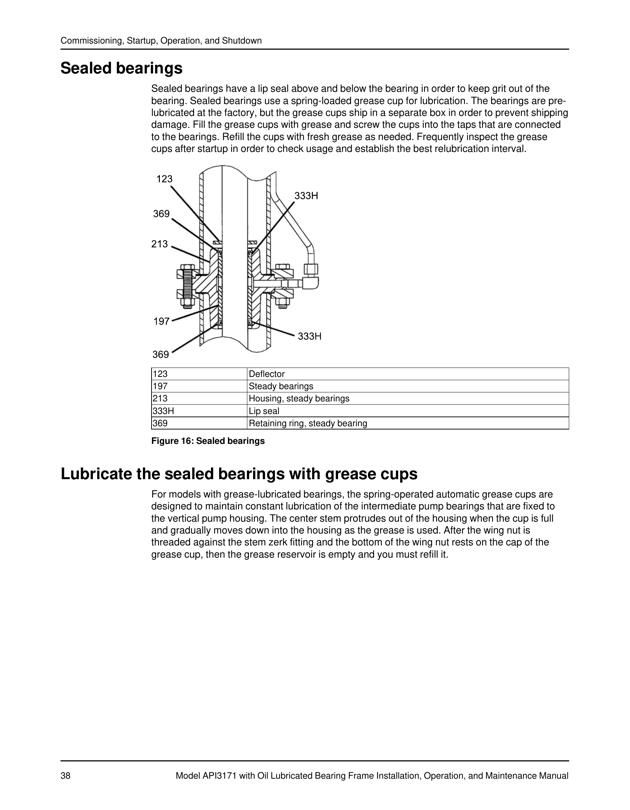 Commissioning, Startup, Operation, and Shutdown
Sealed bearings
Sealed bearings have a lip seal above and below the bearing in order to keep grit out of the
bearing. Sealed bearings use a spring-loaded grease cup for lubrication. The bearings are pre-
lubricated at the factory, but the grease cups ship in a separate box in order to prevent shipping
damage. Fill the grease cups with grease and screw the cups into the taps that are connected
to the bearings. Refill the cups with fresh grease as needed. Frequently inspect the grease
cups after startup in order to check usage and establish the best relubrication interval.
123
333H
369
213
197
333H
369
123 Deflector
197 Steady bearings
213 Housing, steady bearings
333H Lip seal
369 Retaining ring, steady bearing
Figure 16: Sealed bearings
Lubricate the sealed bearings with grease cups
For models with grease-lubricated bearings, the spring-operated automatic grease cups are
designed to maintain constant lubrication of the intermediate pump bearings that are fixed to
the vertical pump housing. The center stem protrudes out of the housing when the cup is full
and gradually moves down into the housing as the grease is used. After the wing nut is
threaded against the stem zerk fitting and the bottom of the wing nut rests on the cap of the
grease cup, then the grease reservoir is empty and you must refill it.
38 Model API3171 with Oil Lubricated Bearing Frame Installation, Operation, and Maintenance Manual